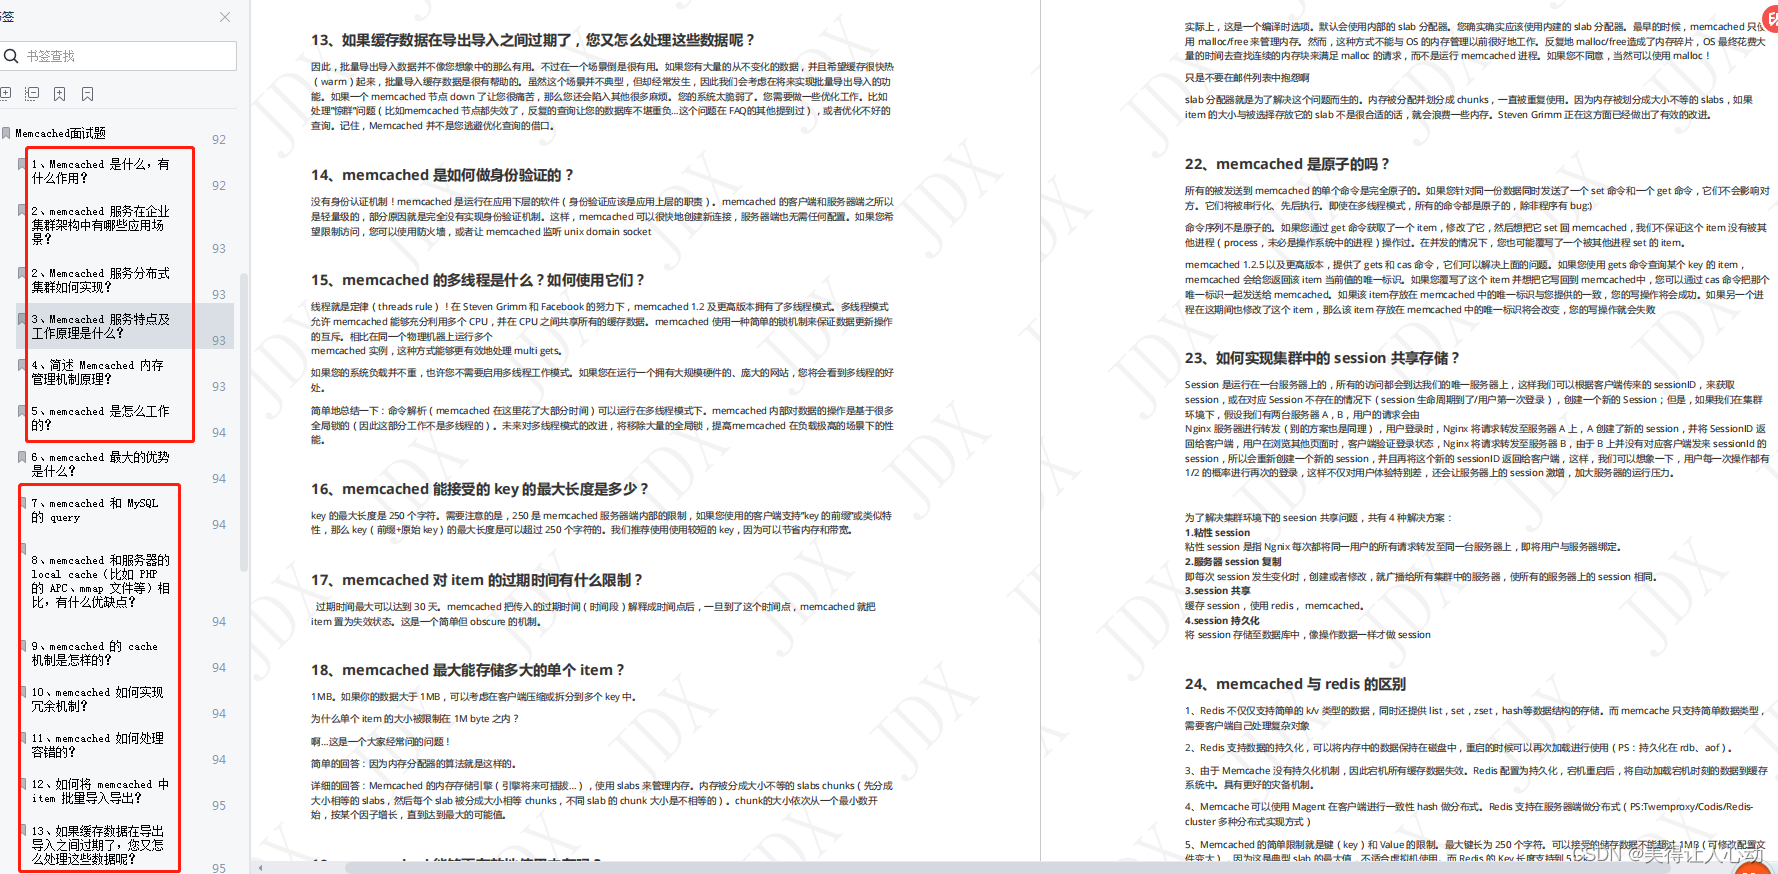 签
书签查找
Memcached面试题
92
1、Memcached 是什么，有
什么作用？
92
2、memcached 服务在企业
集群架构中有哪些应用场
景？
93
2、Memcached 服务分布式
集群如何实现？
93
3、Memcached 服务特点及
工作原理是什么？
93
4、简述 Memcached 内存
管理机制原理？
93
5、memcached 是怎么工作
的？
94
6、memcached 最大的优势
是什么？
94
7、memcached 和 MySQL
的 query
94
8、memcached 和服务器的
local cache（比如 PHP
的 APC、mmap 文件等）相
比，有什么优缺点？
94
9、memcached 的 cache
机制是怎样的？
94
10、memcached 如何实现
冗余机制？
94
11、memcached 如何处理
容错的？
94
12、如何将 memcached 中
item 批量导入导出？
95
13、如果缓存数据在导出
导入之间过期了，您又怎
么处理这些数据呢？
95
13、如果缓存数据在导出导入之间过期了，您又怎么处理这些数据呢？
因此，批量导出导入数据并不像您想象中的那么有用。不过在一个场景倒是很有用。如果您有大量的从不变化的数据，并且希望缓存很快热
（warm）起来，批量导入缓存数据是很有帮助的。虽然这个场景并不典型，但却经常发生，因此我们会考虑在将来实现批量导出导入的功
能。如果一个 memcached 节点 down 了让您很痛苦，那么您还会陷入其他很多麻烦。您的系统太脆弱了。您需要做一些优化工作。比如
处理"惊群"问题（比如memcached 节点都失效了，反复的查询让您的数据库不堪重负...这个问题在 FAQ的其他提到过），或者优化不好的
查询。记住，Memcached 并不是您逃避优化查询的借口。
14、memcached 是如何做身份验证的？
没有身份认证机制！memcached 是运行在应用下层的软件（身份验证应该是应用上层的职责）。memcached 的客户端和服务器端之所以
是轻量级的，部分原因就是完全没有实现身份验证机制。这样，memcached 可以很快地创建新连接，服务器端也无需任何配置。如果您希
望限制访问，您可以使用防火墙，或者让 memcached 监听 unix domain socket
15、memcached 的多线程是什么？如何使用它们？
线程就是定律（threads rule）！在 Steven Grimm 和 Facebook 的努力下，memcached 1.2 及更高版本拥有了多线程模式。多线程模式
允许 memcached 能够充分利用多个 CPU，并在 CPU 之间共享所有的缓存数据。memcached 使用一种简单的锁机制来保证数据更新操作
的互斥。相比在同一个物理机器上运行多个
memcached 实例，这种方式能够更有效地处理 multi gets。
如果您的系统负载并不重，也许您不需要启用多线程工作模式。如果您在运行一个拥有大规模硬件的、庞大的网站，您将会看到多线程的好
处。
简单地总结一下：命令解析（memcached 在这里花了大部分时间）可以运行在多线程模式下。memcached 内部对数据的操作是基于很多
全局锁的（因此这部分工作不是多线程的）。未来对多线程模式的改进，将移除大量的全局锁，提高memcached 在负载极高的场景下的性
能。
16、memcached 能接受的 key 的最大长度是多少？
key 的最大长度是 250 个字符。需要注意的是，250 是 memcached 服务器端内部的限制，如果您使用的客户端支持"key 的前缀"或类似特
性，那么 key（前缀+原始 key）的最大长度是可以超过 250 个字符的。我们推荐使用使用较短的 key，因为可以节省内存和带宽。
17、memcached 对 item 的过期时间有什么限制？
过期时间最大可以达到 30 天。memcached 把传入的过期时间（时间段）解释成时间点后，一旦到了这个时间点，memcached 就把
item 置为失效状态。这是一个简单但 obscure 的机制。
18、memcached 最大能存储多大的单个 item？
1MB。如果你的数据大于 1MB，可以考虑在客户端压缩或拆分到多个 key 中。
为什么单个 item 的大小被限制在 1M byte 之内？
啊...这是一个大家经常问的问题！
简单的回答：因为内存分配器的算法就是这样的。
详细的回答：Memcached 的内存存储引擎（引擎将来可插拔...），使用 slabs 来管理内存。内存被分成大小不等的 slabs chunks（先分成
大小相等的 slabs，然后每个 slab 被分成大小相等 chunks，不同 slab 的 chunk 大小是不相等的）。chunk的大小依次从一个最小数开
始，按某个因子增长，直到达到最大的可能值。
实际上，这是一个编译时选项。默认会使用内部的 slab 分配器。您确实确实应该使用内建的 slab 分配器。最早的时候，memcached 只使
用 malloc/free 来管理内存。然而，这种方式不能与 OS 的内存管理以前很好地工作。反复地 malloc/free造成了内存碎片，OS 最终花费大
量的时间去查找连续的内存块来满足 malloc 的请求，而不是运行 memcached 进程。如果您不同意，当然可以使用 malloc！
只是不要在邮件列表中抱怨啊
slab 分配器就是为了解决这个问题而生的。内存被分配并划分成 chunks，一直被重复使用。因为内存被划分成大小不等的 slabs，如果
item 的大小与被选择存放它的 slab 不是很合适的话，就会浪费一些内存。Steven Grimm 正在这方面已经做出了有效的改进。
22、memcached 是原子的吗？
所有的被发送到 memcached 的单个命令是完全原子的。如果您针对同一份数据同时发送了一个 set 命令和一个 get 命令，它们不会影响对
方。它们将被串行化、先后执行。即使在多线程模式，所有的命令都是原子的，除非程序有 bug:)
命令序列不是原子的。如果您通过 get 命令获取了一个 item，修改了它，然后想把它 set 回 memcached，我们不保证这个 item 没有被其
他进程（process，未必是操作系统中的进程）操作过。在并发的情况下，您也可能覆写了一个被其他进程 set 的 item。
memcached 1.2.5 以及更高版本，提供了 gets 和 cas 命令，它们可以解决上面的问题。如果您使用 gets 命令查询某个 key 的 item，
memcached 会给您返回该 item 当前值的唯一标识。如果您覆写了这个 item 并想把它写回到 memcached中，您可以通过 cas 命令把那个
唯一标识一起发送给 memcached。如果该 item存放在 memcached 中的唯一标识与您提供的一致，您的写操作将会成功。如果另一个进
程在这期间也修改了这个 item，那么该 item 存放在 memcached 中的唯一标识将会改变，您的写操作就会失败
23、如何实现集群中的 session 共享存储？
Session 是运行在一台服务器上的，所有的访问都会到达我们的唯一服务器上，这样我们可以根据客户端传来的 sessionID，来获取
session，或在对应 Session 不存在的情况下（session 生命周期到了/用户第一次登录），创建一个新的 Session；但是，如果我们在集群
环境下，假设我们有两台服务器 A，B，用户的请求会由
Nginx 服务器进行转发（别的方案也是同理），用户登录时，Nginx 将请求转发至服务器 A 上，A 创建了新的 session，并将 SessionID 返
回给客户端，用户在浏览其他页面时，客户端验证登录状态，Nginx 将请求转发至服务器 B，由于 B 上并没有对应客户端发来 sessionId 的
session，所以会重新创建一个新的 session，并且再将这个新的 sessionID 返回给客户端，这样，我们可以想象一下，用户每一次操作都有
1/2 的概率进行再次的登录，这样不仅对用户体验特别差，还会让服务器上的 session 激增，加大服务器的运行压力。
为了解决集群环境下的 seesion 共享问题，共有 4 种解决方案：
1.粘性 session
粘性 session 是指 Ngnix 每次都将同一用户的所有请求转发至同一台服务器上，即将用户与服务器绑定。
2.服务器 session 复制
即每次 session 发生变化时，创建或者修改，就广播给所有集群中的服务器，使所有的服务器上的 session 相同。
3.session 共享
缓存 session，使用 redis， memcached。
4.session 持久化
将 session 存储至数据库中，像操作数据一样才做 session
24、memcached 与 redis 的区别
1、Redis 不仅仅支持简单的 k/v 类型的数据，同时还提供 list，set，zset，hash等数据结构的存储。而 memcache 只支持简单数据类型，
需要客户端自己处理复杂对象
2、Redis 支持数据的持久化，可以将内存中的数据保持在磁盘中，重启的时候可以再次加载进行使用（PS：持久化在 rdb、aof）。
3、由于 Memcache 没有持久化机制，因此宕机所有缓存数据失效。Redis 配置为持久化，宕机重启后，将自动加载宕机时刻的数据到缓存
系统中。具有更好的灾备机制。
4、Memcache 可以使用 Magent 在客户端进行一致性 hash 做分布式。Redis 支持在服务器端做分布式（PS:Twemproxy/Codis/Redis-
cluster 多种分布式实现方式）
5、Memcached 的简单限制就是键（key）和 Value 的限制。最大键长为 250 个字符。可以接受的储存数据不能超过 1MB（可修改配置文
件变大），因为这是典型 slab 的最大值，不适合虚拟机使用。而 Redis 的 Key 长度支持到 5
JDX
CSDN @美得让人心动